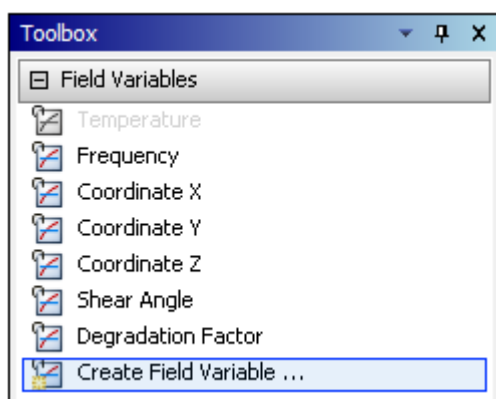 Toolbox
Field Variables
Temperature
Frequency
Coordinate X
Coordinate Y
Coordinate Z
Shear Angle
Degradation Factor
Create Field Variable ...